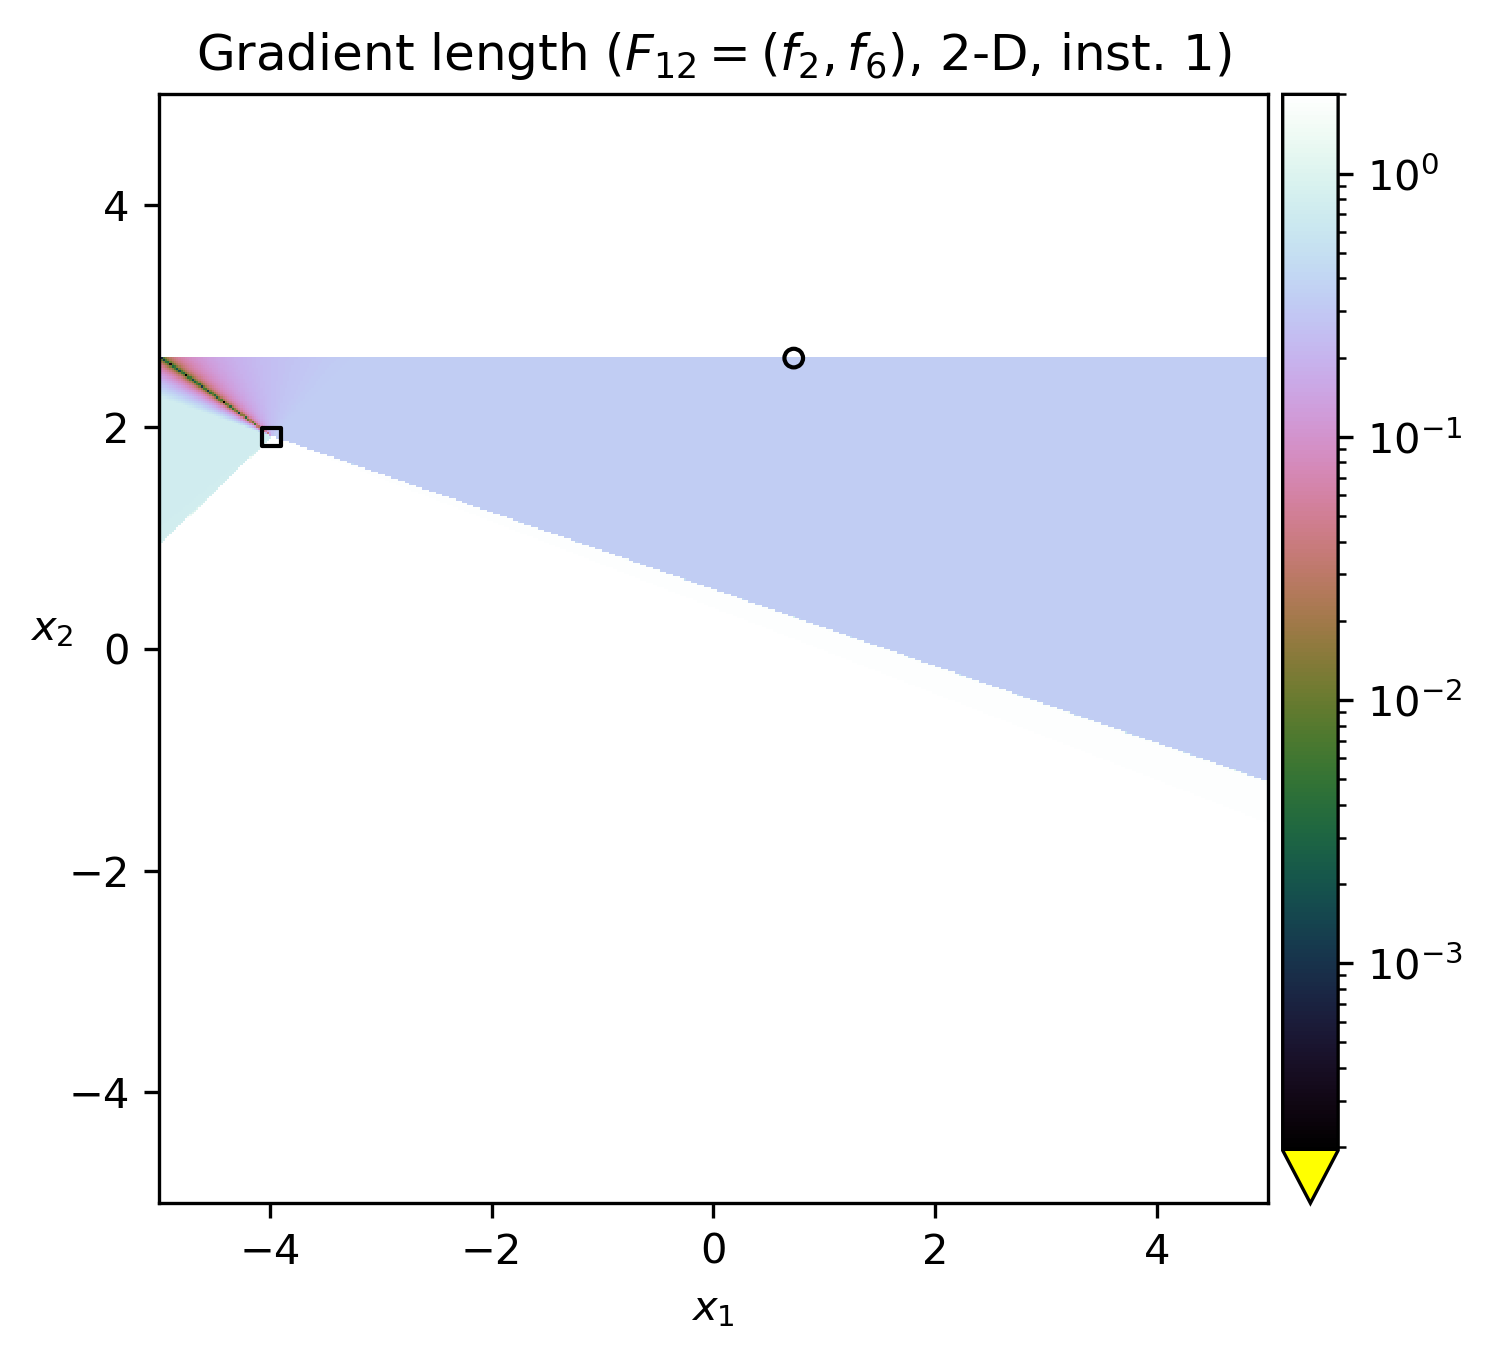 Gradient length (F₁₂ = (f₂, f₆), 2-D, inst. 1)
4
2
0
−2
−4
x₂
−4 −2 0 2 4
x₁
10⁰
10⁻¹
10⁻²
10⁻³